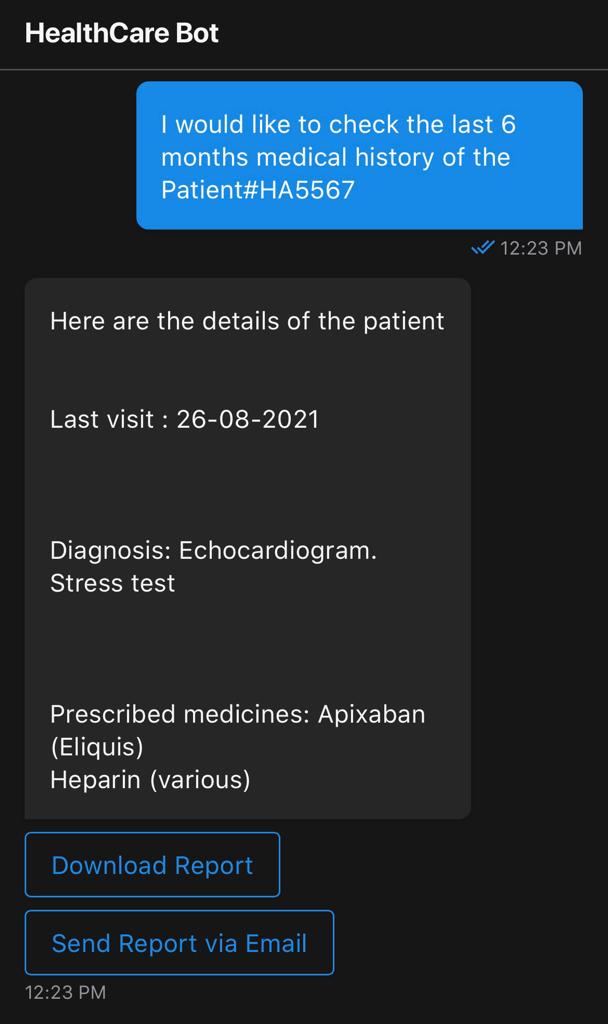 HealthCare Bot
I would like to check the last 6
months medical history of the
Patient#HA5567
12:23 PM
Here are the details of the patient
Last visit : 26-08-2021
Diagnosis: Echocardiogram.
Stress test
Prescribed medicines: Apixaban
(Eliquis)
Heparin (various)
Download Report
Send Report via Email
12:23 PM